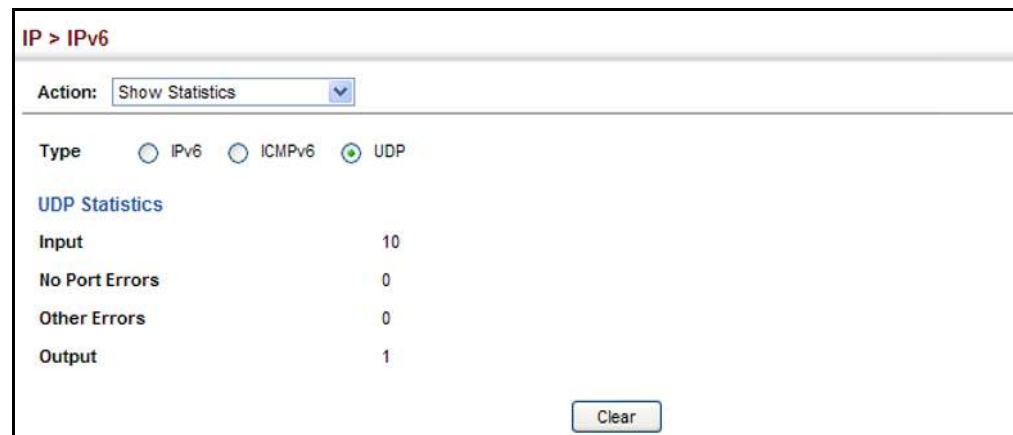 IP > IPv6
Action: Show Statistics
Type IPv6 ICMPv6 UDP
UDP Statistics
Input 10
No Port Errors 0
Other Errors 0
Output 1
Clear